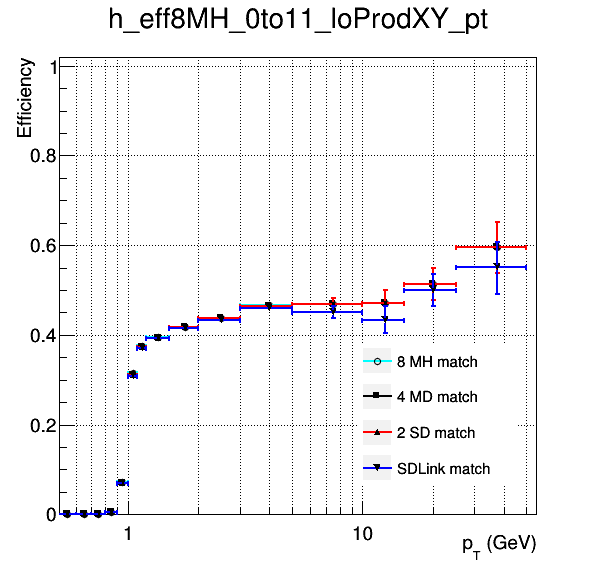 h_eff8MH_0to11_loProdXY_pt
Efficiency
1
0.8
0.6
0.4
0.2
0
8 MH match
4 MD match
2 SD match
SDLink match
1
10
p_T (GeV)